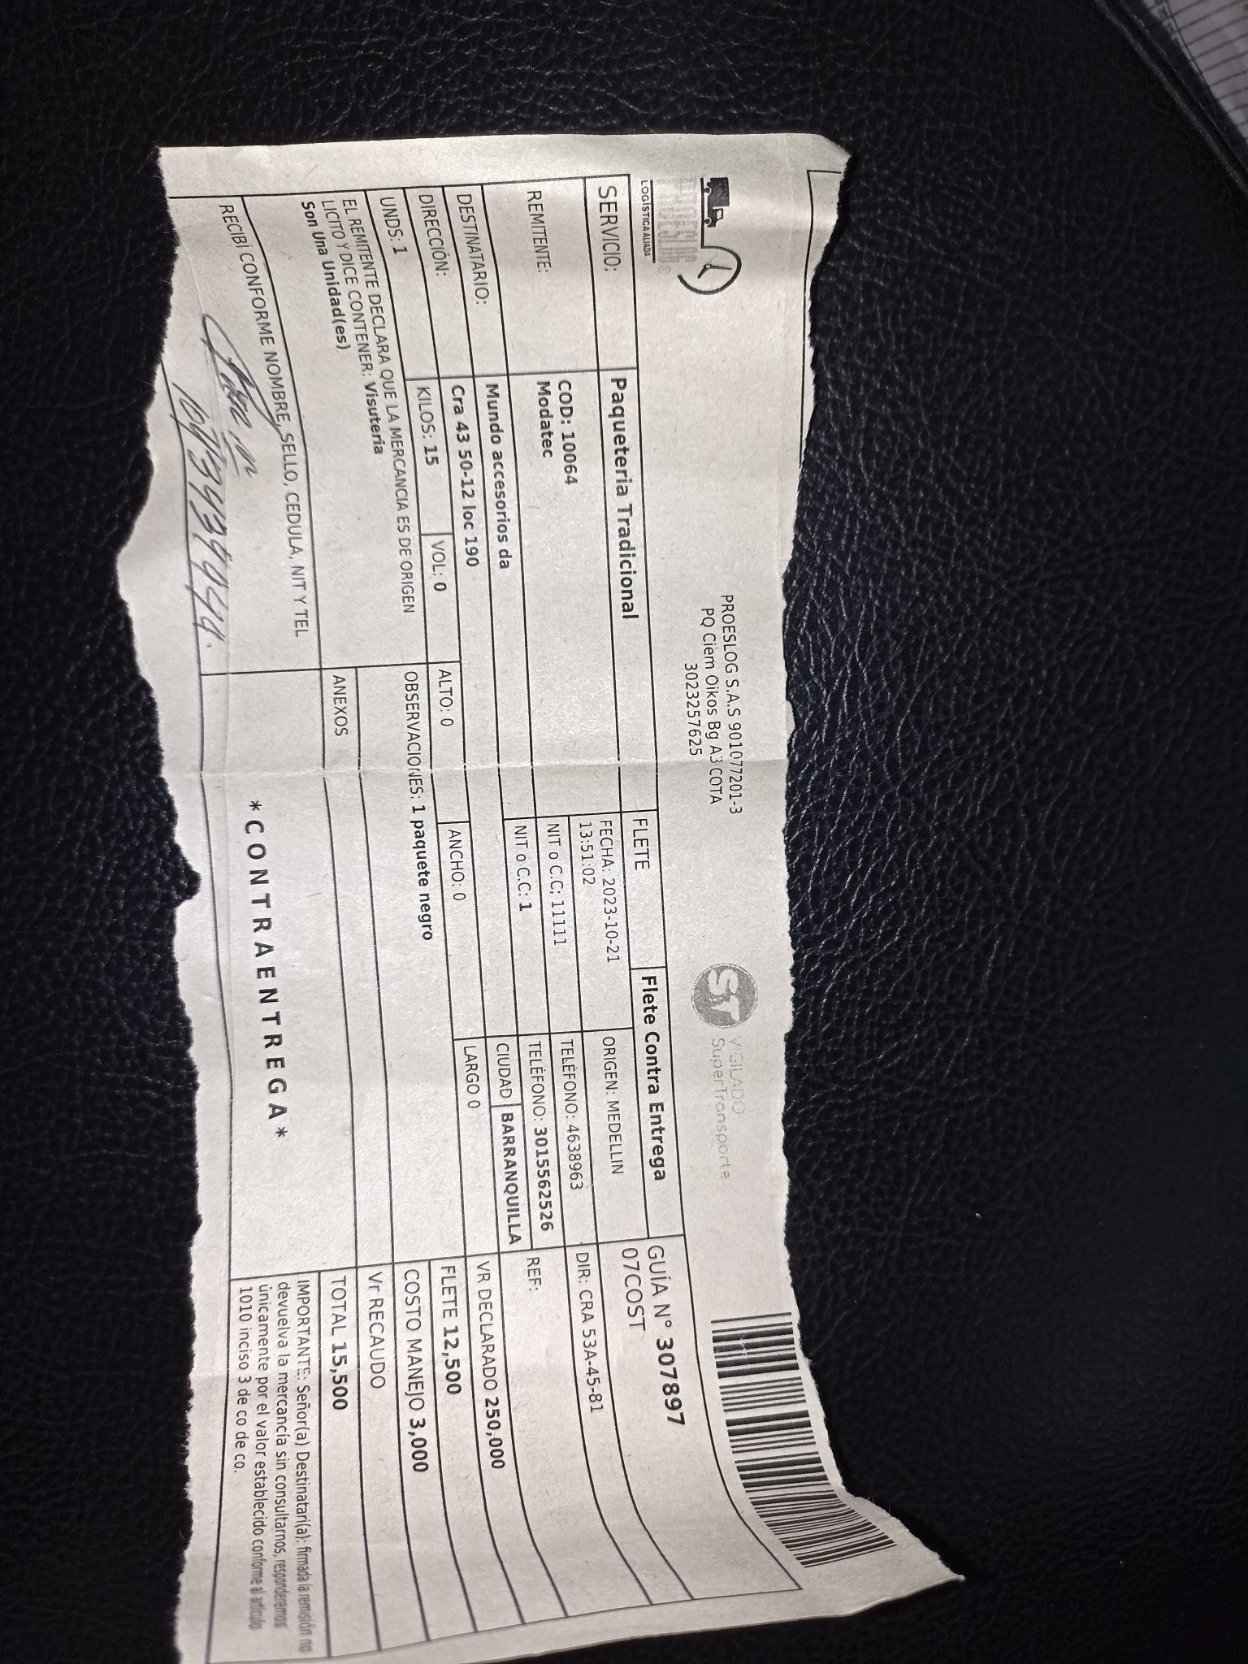 LOGÍSTICA ALIADA
PROESLOG S.A.S 901077201-3
PQ Ciem Oikos Bg A3 COTA
3023257625
VIGILADO
SuperTransporte
SERVICIO: Paqueteria Tradicional
FLETE Flete Contra Entrega
GUÍA N° 307897
07COST
REMITENTE: COD: 10064
Modatec
FECHA: 2023-10-21
13:51:02
ORIGEN: MEDELLIN
NIT o C.C: 11111
TELÉFONO: 4638963
DIR: CRA 53A-45-81
DESTINATARIO: Mundo accesorios da
NIT o C.C: 1
TELÉFONO: 3015562526
REF:
DIRECCIÓN: Cra 43 50-12 loc 190
CIUDAD BARRANQUILLA
VR DECLARADO 250,000
UNDS: 1 KILOS: 15 VOL: 0 ALTO: 0 ANCHO: 0 LARGO 0
FLETE 12,500
EL REMITENTE DECLARA QUE LA MERCANCIA ES DE ORIGEN
LICITO Y DICE CONTENER: Visuteria
Son Una Unidad(es)
OBSERVACIONES: 1 paquete negro
COSTO MANEJO 3,000
Vr RECAUDO
ANEXOS
TOTAL 15,500
RECIBÍ CONFORME NOMBRE, SELLO, CEDULA, NIT Y TEL
*CONTRAENTREGA*
IMPORTANTE: Señor(a) Destinatari(a): firmada la remisión no
devuelva la mercancía sin consultarnos, responderemos
únicamente por el valor establecido conforme al artículo
1010 inciso 3 de co de co.